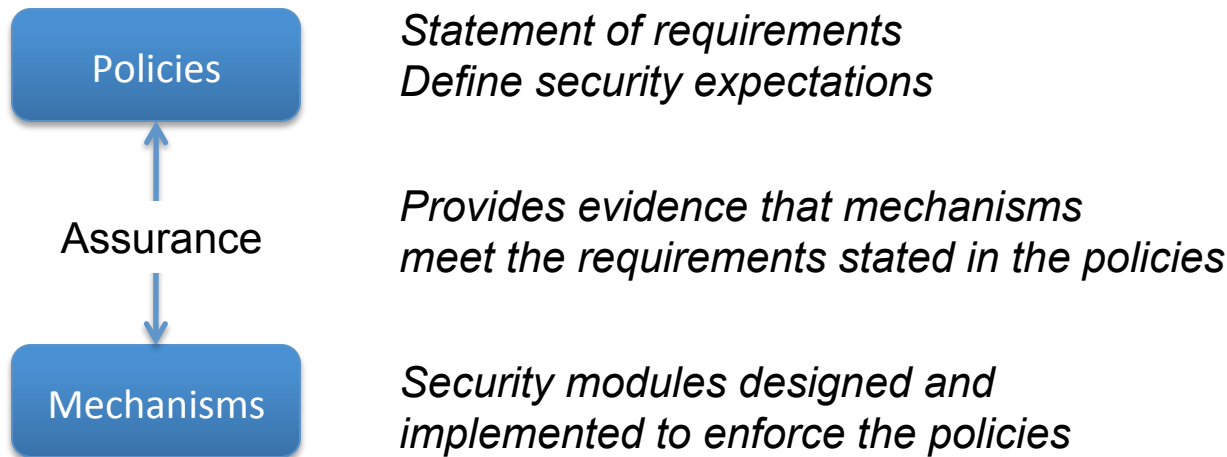 Policies
Statement of requirements
Define security expectations
Assurance
Provides evidence that mechanisms
meet the requirements stated in the policies
Mechanisms
Security modules designed and
implemented to enforce the policies